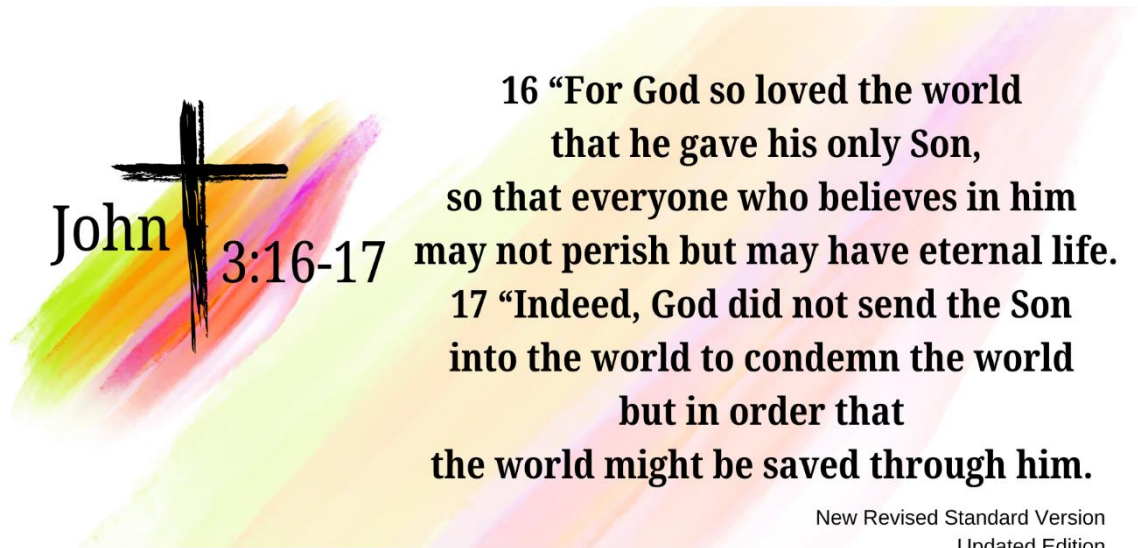 John 3:16-17
16 “For God so loved the world
that he gave his only Son,
so that everyone who believes in him
may not perish but may have eternal life.
17 “Indeed, God did not send the Son
into the world to condemn the world
but in order that
the world might be saved through him.
New Revised Standard Version
Updated Edition